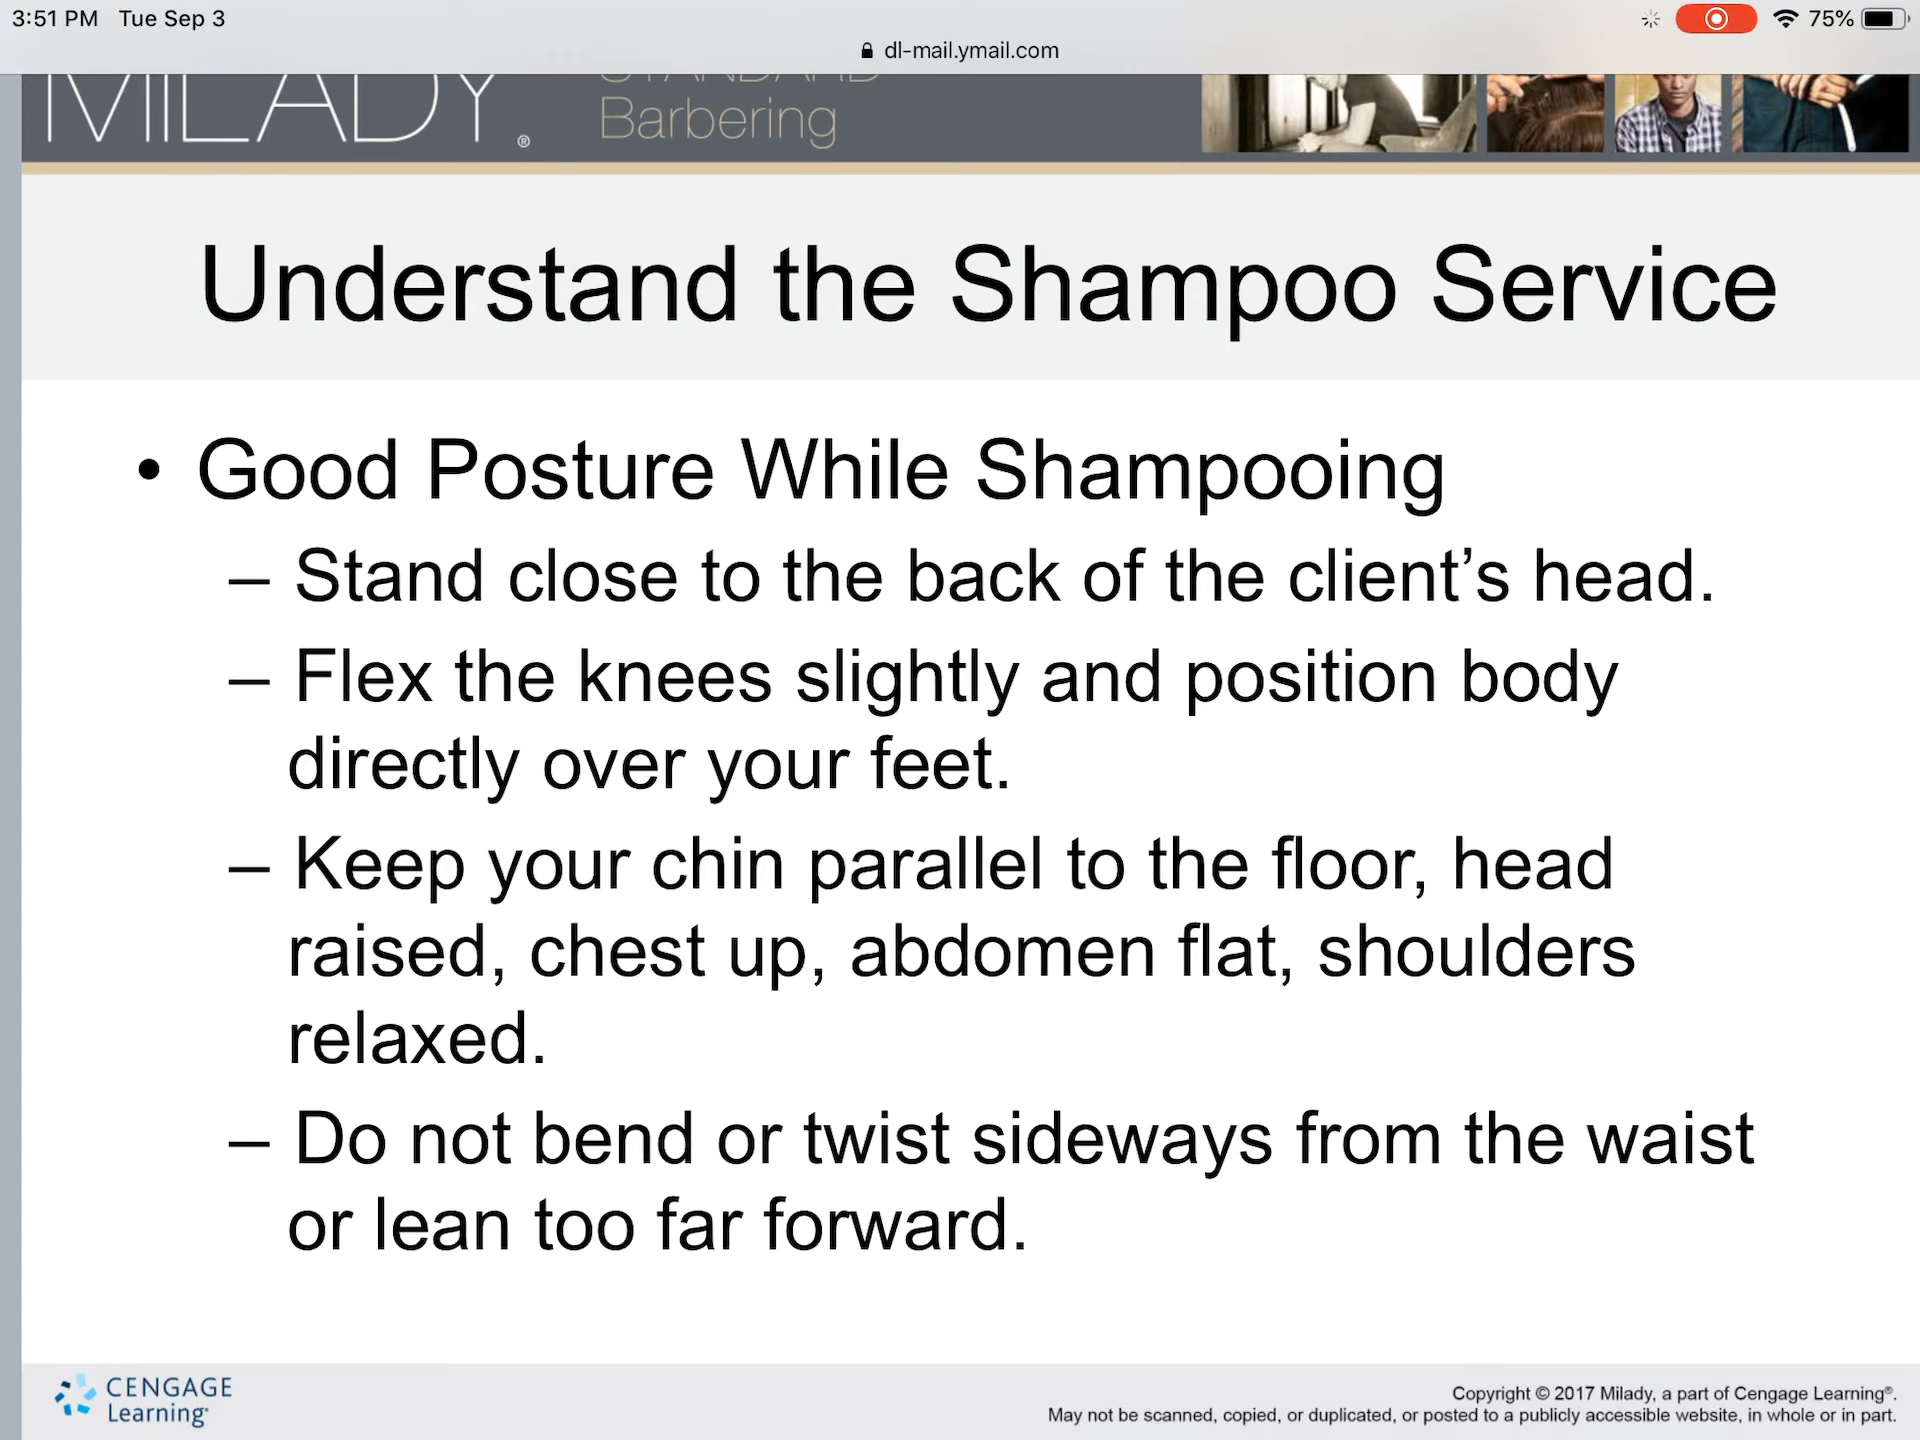 3:51 PM Tue Sep 3
75%
dl-mail.ymail.com
MILADY®
STANDARD
Barbering
Understand the Shampoo Service
• Good Posture While Shampooing
– Stand close to the back of the client’s head.
– Flex the knees slightly and position body
directly over your feet.
– Keep your chin parallel to the floor, head
raised, chest up, abdomen flat, shoulders
relaxed.
– Do not bend or twist sideways from the waist
or lean too far forward.
CENGAGE
Learning®
Copyright © 2017 Milady, a part of Cengage Learning®.
May not be scanned, copied, or duplicated, or posted to a publicly accessible website, in whole or in part.